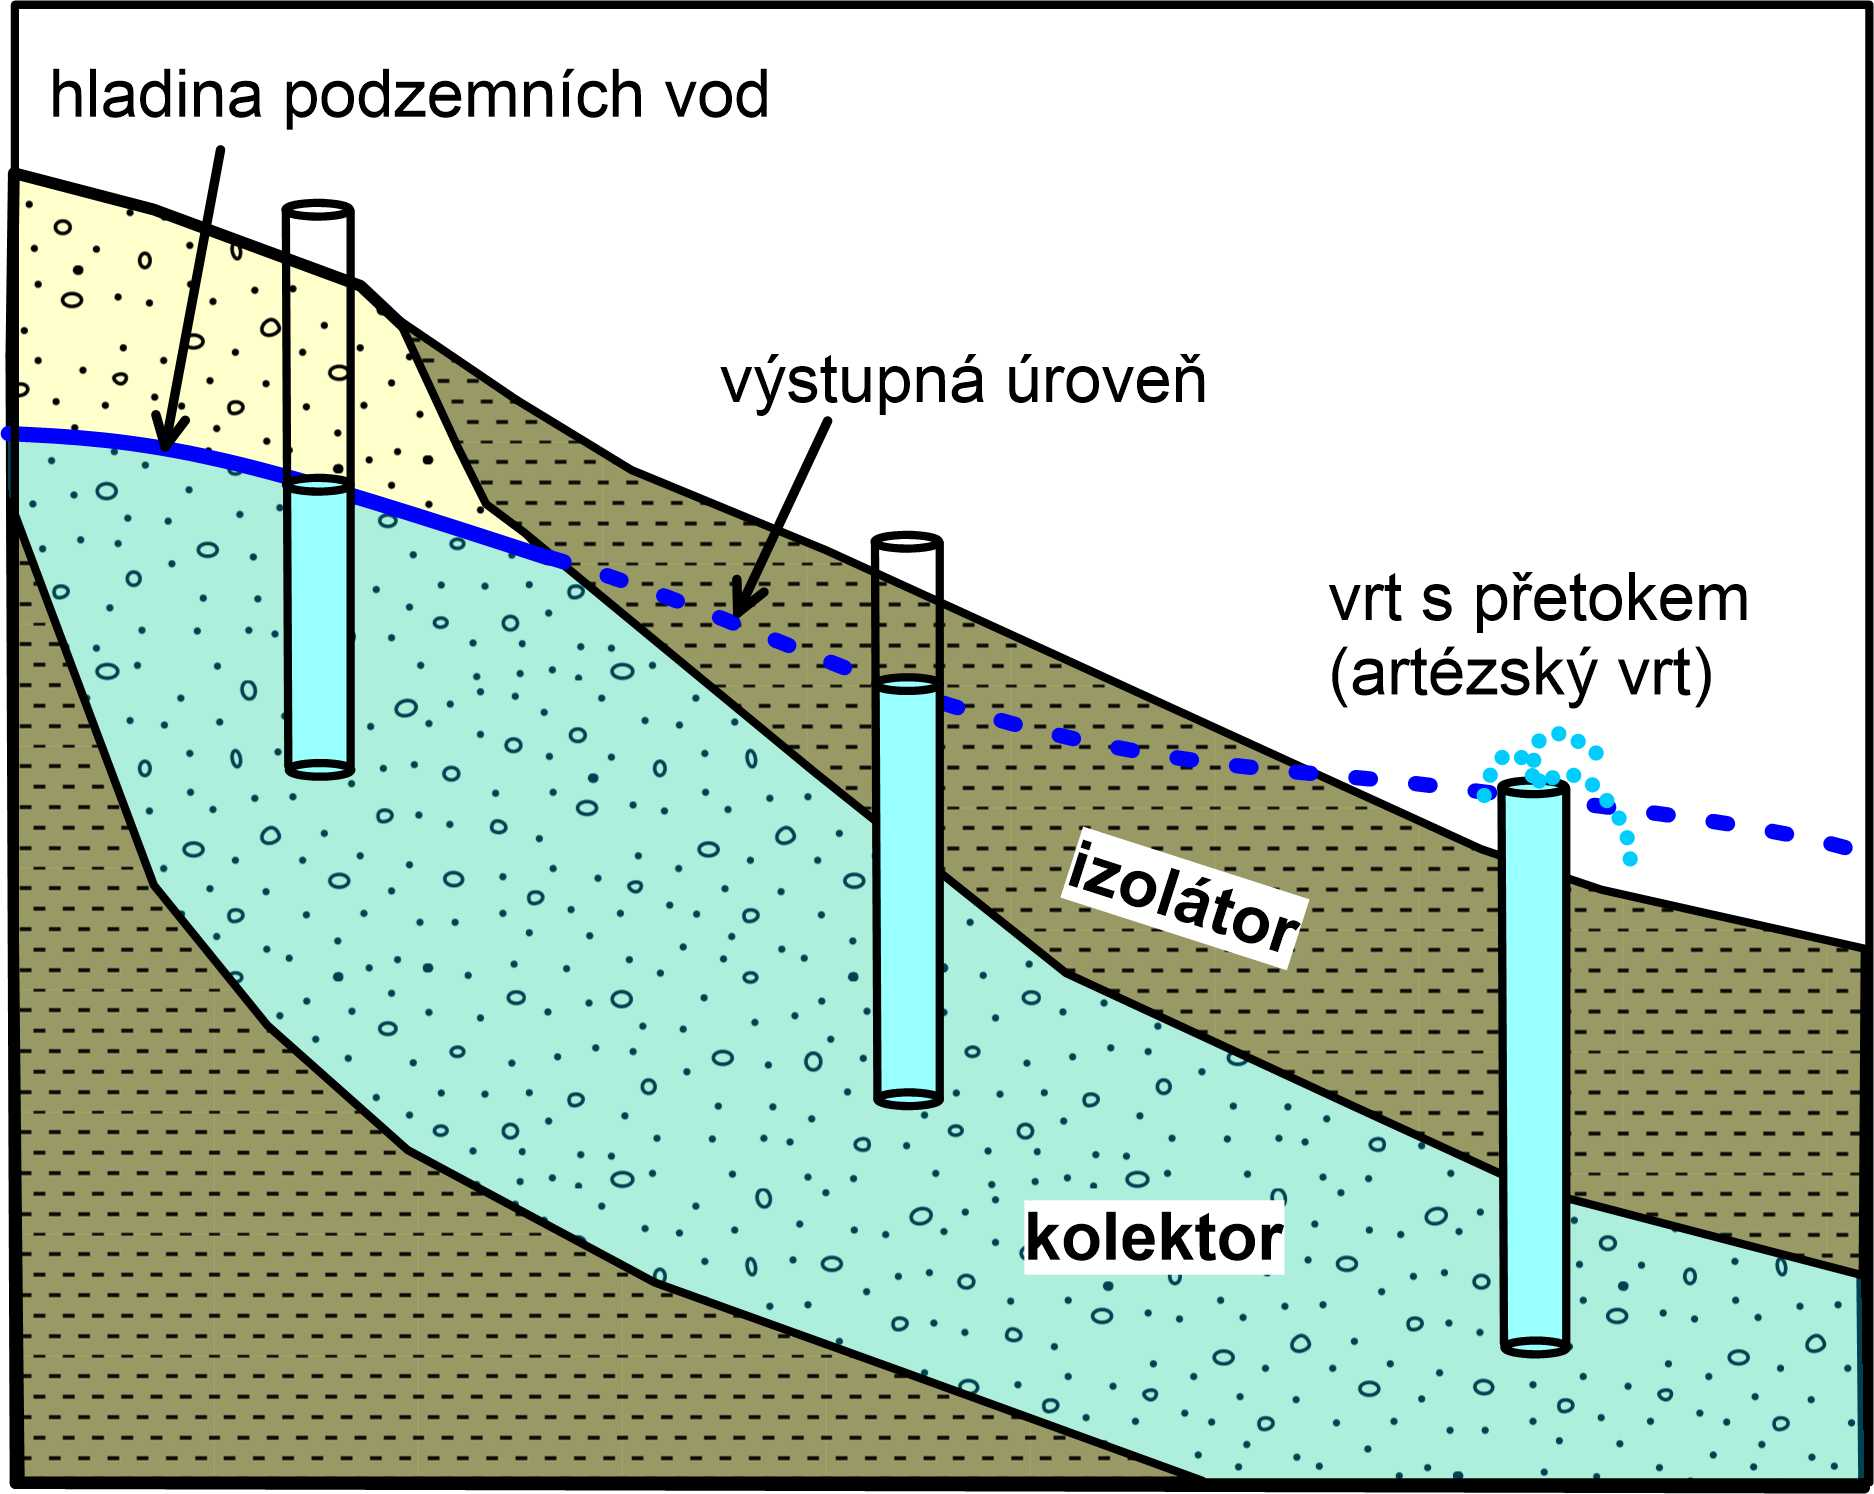 hladina podzemních vod
výstupná úroveň
vrt s přetokem
(artézský vrt)
izolátor
kolektor